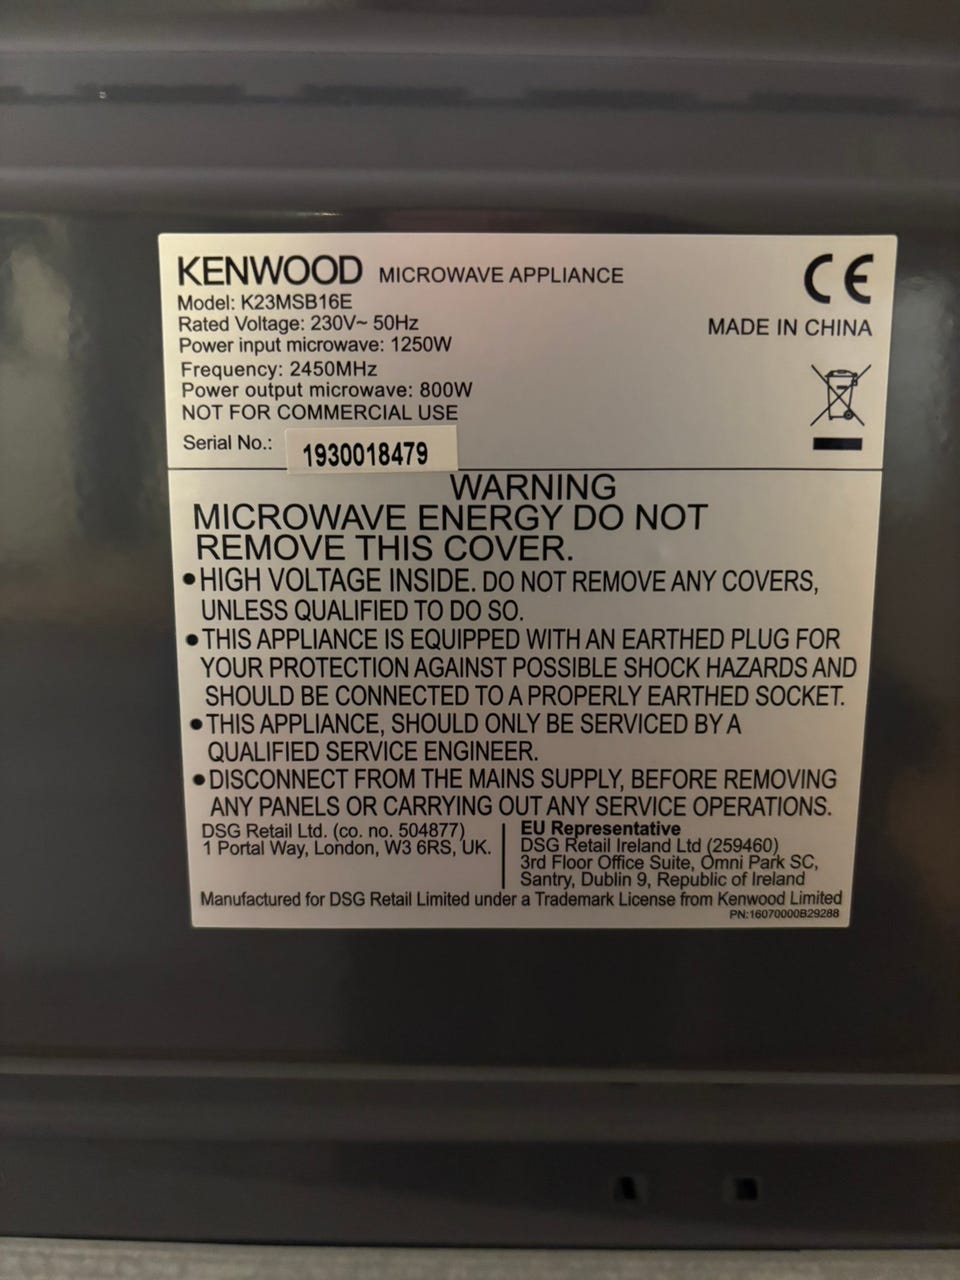 KENWOOD MICROWAVE APPLIANCE
CE
Model: K23MSB16E
Rated Voltage: 230V~ 50Hz
MADE IN CHINA
Power input microwave: 1250W
Frequency: 2450MHz
Power output microwave: 800W
NOT FOR COMMERCIAL USE
Serial No.: 1930018479
WARNING
MICROWAVE ENERGY DO NOT
REMOVE THIS COVER.
•HIGH VOLTAGE INSIDE. DO NOT REMOVE ANY COVERS,
UNLESS QUALIFIED TO DO SO.
•THIS APPLIANCE IS EQUIPPED WITH AN EARTHED PLUG FOR
YOUR PROTECTION AGAINST POSSIBLE SHOCK HAZARDS AND
SHOULD BE CONNECTED TO A PROPERLY EARTHED SOCKET.
•THIS APPLIANCE, SHOULD ONLY BE SERVICED BY A
QUALIFIED SERVICE ENGINEER.
•DISCONNECT FROM THE MAINS SUPPLY, BEFORE REMOVING
ANY PANELS OR CARRYING OUT ANY SERVICE OPERATIONS.
DSG Retail Ltd. (co. no. 504877)
1 Portal Way, London, W3 6RS, UK.
EU Representative
DSG Retail Ireland Ltd (259460)
3rd Floor Office Suite, Omni Park SC,
Santry, Dublin 9, Republic of Ireland
Manufactured for DSG Retail Limited under a Trademark License from Kenwood Limited
PN:16070000B29288